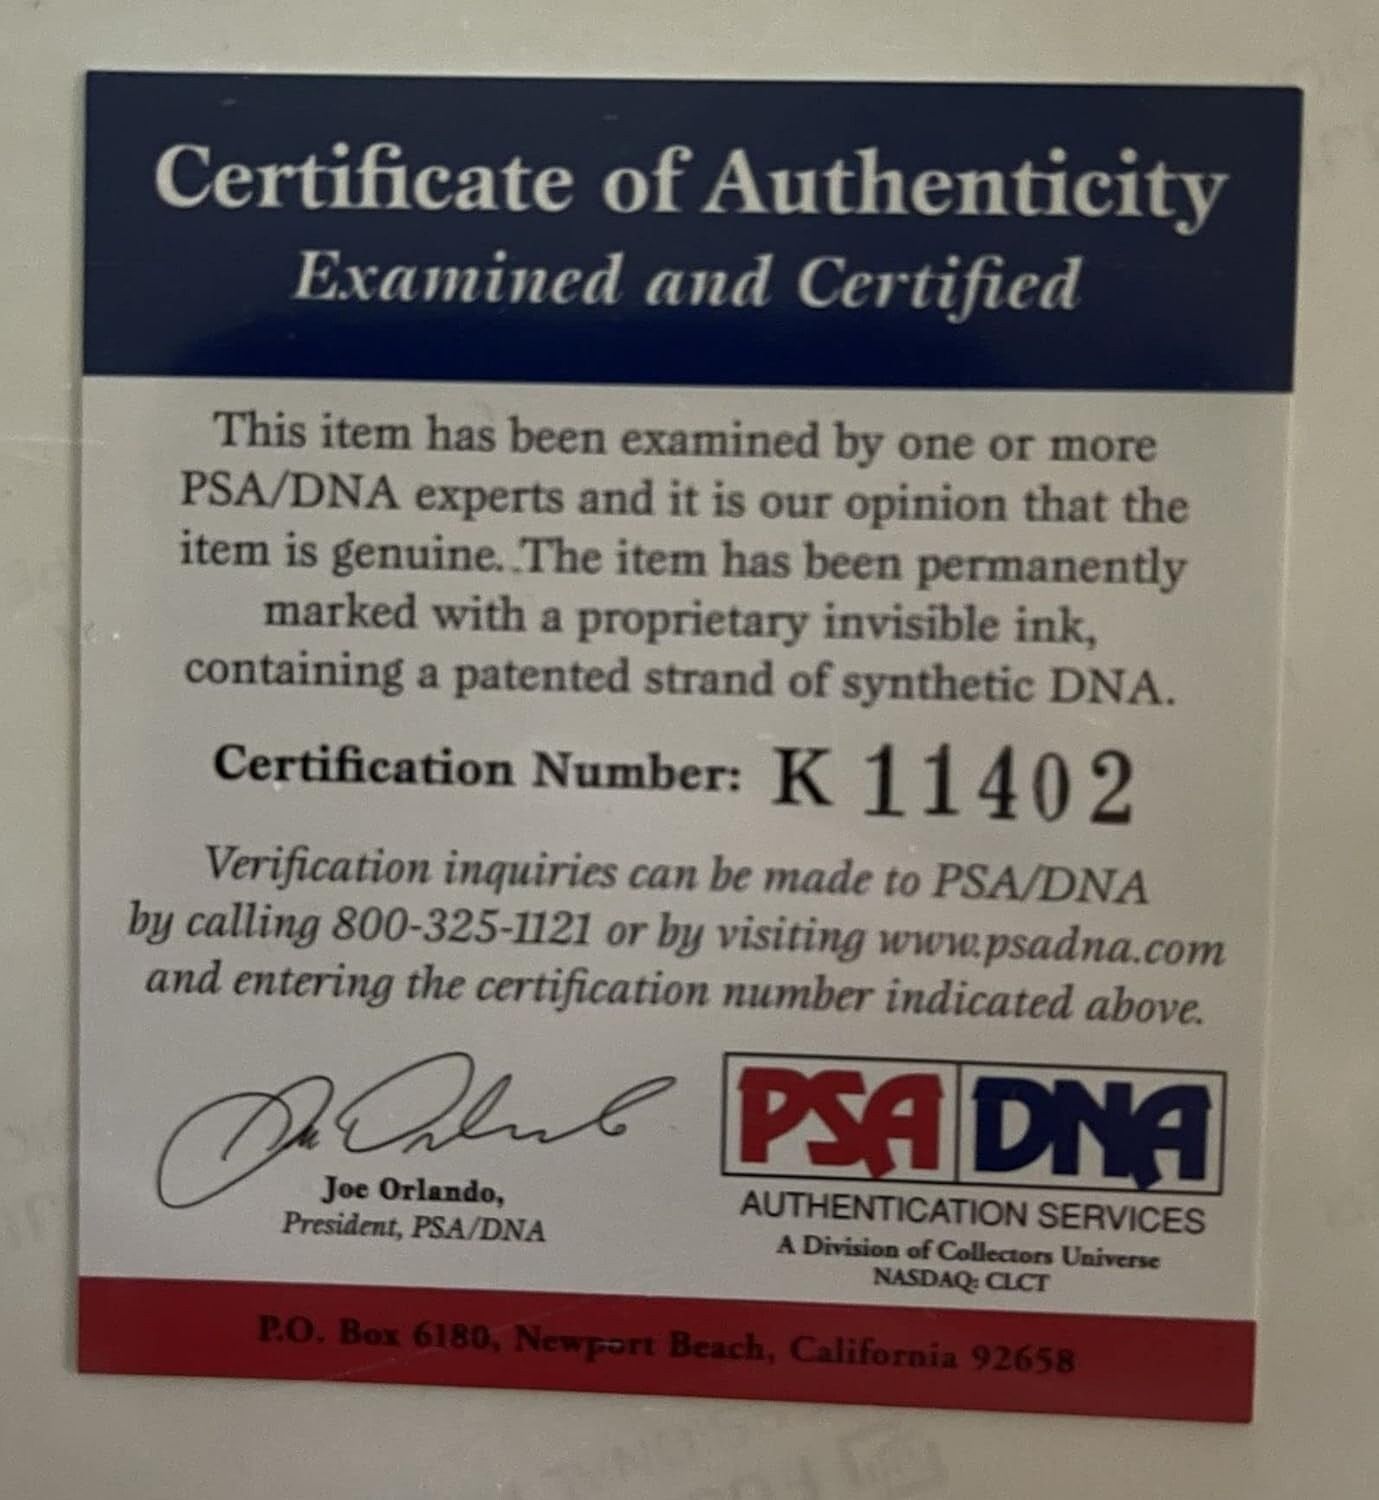 Certificate of Authenticity
Examined and Certified
This item has been examined by one or more
PSA/DNA experts and it is our opinion that the
item is genuine. The item has been permanently
marked with a proprietary invisible ink,
containing a patented strand of synthetic DNA.
Certification Number: K 11402
Verification inquiries can be made to PSA/DNA
by calling 800-325-1121 or by visiting www.psadna.com
and entering the certification number indicated above.
Joe Orlando,
President, PSA/DNA
PSA DNA
AUTHENTICATION SERVICES
A Division of Collectors Universe
NASDAQ: CLCT
P.O. Box 6180, Newport Beach, California 92658